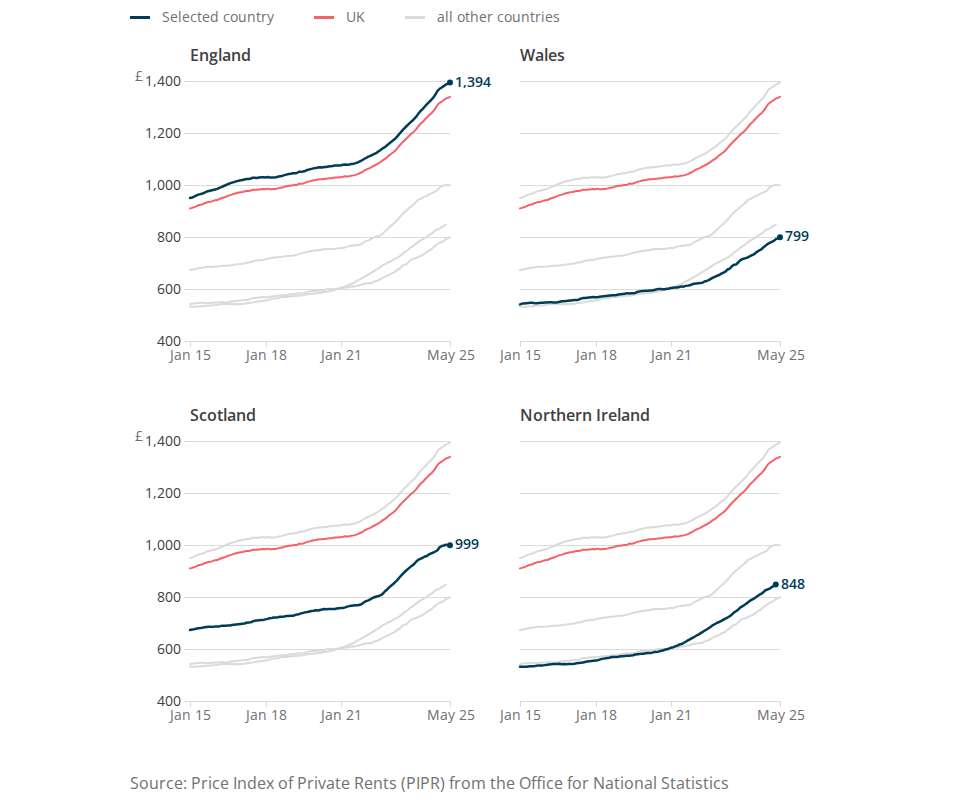 Selected country UK all other countries
England Wales
£ 1,400 1,394
1,200
1,000
800 799
600
400
Jan 15 Jan 18 Jan 21 May 25 Jan 15 Jan 18 Jan 21 May 25
Scotland Northern Ireland
£ 1,400
1,200
1,000 999
800 848
600
400
Jan 15 Jan 18 Jan 21 May 25 Jan 15 Jan 18 Jan 21 May 25
Source: Price Index of Private Rents (PIPR) from the Office for National Statistics